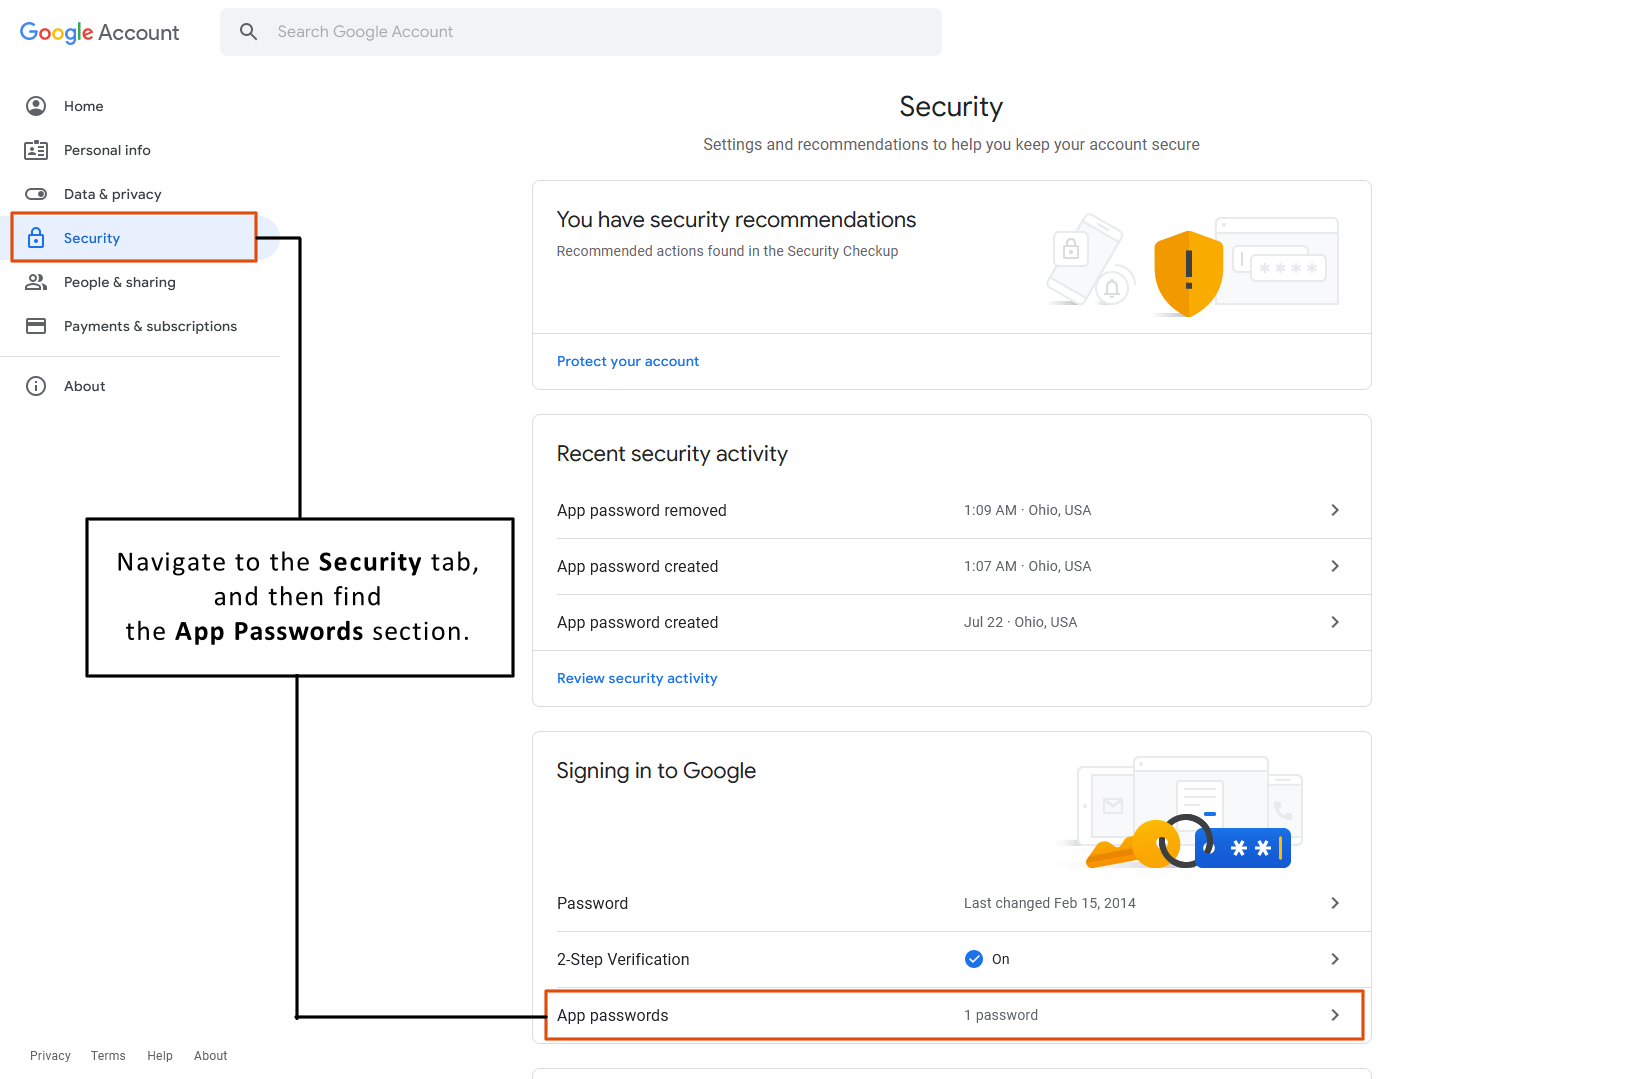 Google Account
Search Google Account
Home
Personal info
Data & privacy
Security
People & sharing
Payments & subscriptions
About
Navigate to the Security tab,
and then find
the App Passwords section.
Privacy Terms Help About
Security
Settings and recommendations to help you keep your account secure
You have security recommendations
Recommended actions found in the Security Checkup
Protect your account
Recent security activity
App password removed 1:09 AM · Ohio, USA
App password created 1:07 AM · Ohio, USA
App password created Jul 22 · Ohio, USA
Review security activity
Signing in to Google
Password Last changed Feb 15, 2014
2-Step Verification On
App passwords 1 password